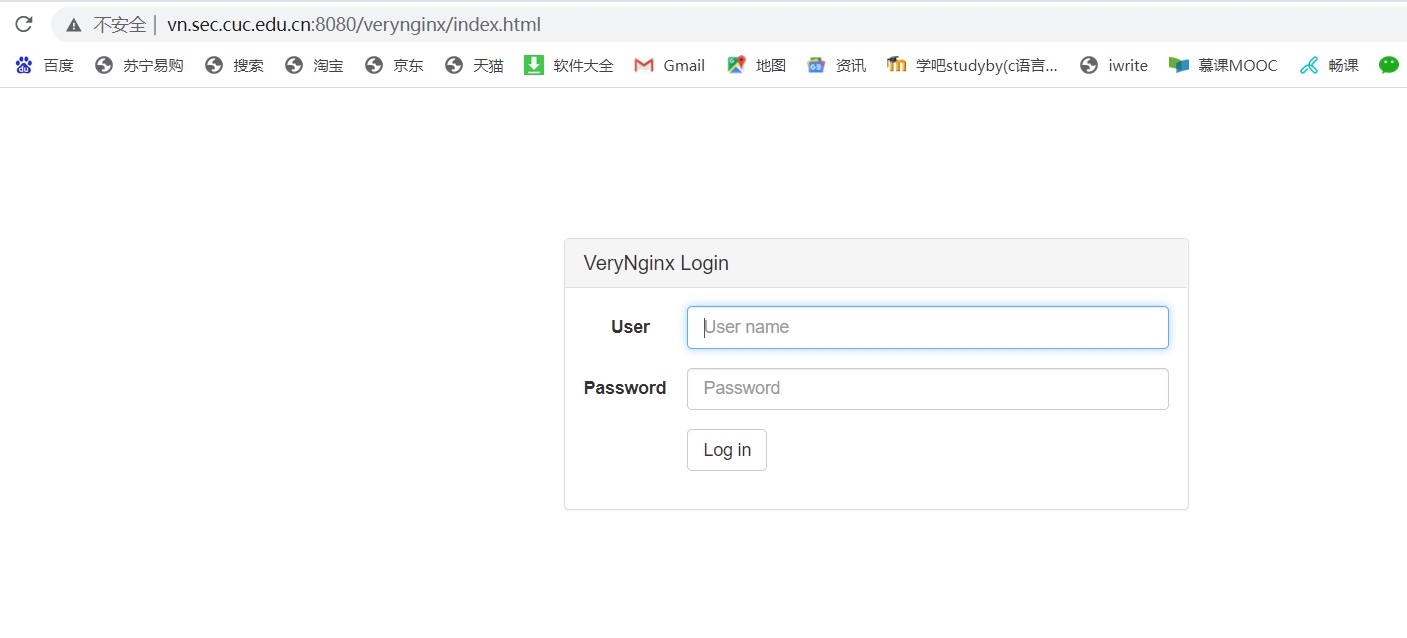 不安全 | vn.sec.cuc.edu.cn:8080/verynginx/index.html
百度 苏宁易购 搜索 淘宝 京东 天猫 软件大全 Gmail 地图 资讯 学吧studyby(c语言... iwrite 慕课MOOC 畅课
VeryNginx Login
User User name
Password Password
Log in